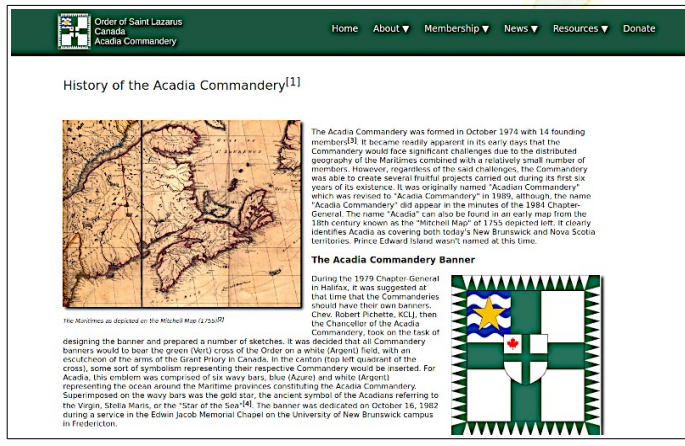 Order of Saint Lazarus
Canada
Acadia Commandery
Home About ▼ Membership ▼ News ▼ Resources ▼ Donate
History of the Acadia Commandery[1]
The Acadia Commandery was formed in October 1974 with 14 founding
members[3]. It became readily apparent in its early days that the
Commandery would face significant challenges due to the distributed
geography of the Maritimes combined with a relatively small number of
members. However, regardless of the said challenges, the Commandery
was able to create several fruitful projects carried out during its first six
years of its existence. It was originally named "Acadian Commandery"
which was revised to "Acadia Commandery" in 1989, although, the name
"Acadia Commandery" did appear in the minutes of the 1984 Chapter-
General. The name "Acadia" can also be found in an early map from the
18th century known as the "Mitchell Map" of 1755 depicted left. It clearly
identifies Acadia as covering both today's New Brunswick and Nova Scotia
territories. Prince Edward Island wasn't named at this time.
The Maritimes as depicted on the Mitchell Map (1755)[2]
The Acadia Commandery Banner
During the 1979 Chapter-General
in Halifax, it was suggested at
that time that the Commanderies
should have their own banners.
Chev. Robert Pichette, KCLJ, then
the Chancellor of the Acadia
Commandery, took on the task of
designing the banner and prepared a number of sketches. It was decided that all Commandery
banners would to bear the green (Vert) cross of the Order on a white (Argent) field, with an
escutcheon of the arms of the Grant Priory in Canada. In the canton (top left quadrant of the
cross), some sort of symbolism representing their respective Commandery would be inserted. For
Acadia, this emblem was comprised of six wavy bars, blue (Azure) and white (Argent)
representing the ocean around the Maritime provinces constituting the Acadia Commandery.
Superimposed on the wavy bars was the gold star, the ancient symbol of the Acadians referring to
the Virgin, Stella Maris, or the "Star of the Sea"[4]. The banner was dedicated on October 16, 1982
during a service in the Edwin Jacob Memorial Chapel on the University of New Brunswick campus
in Fredericton.